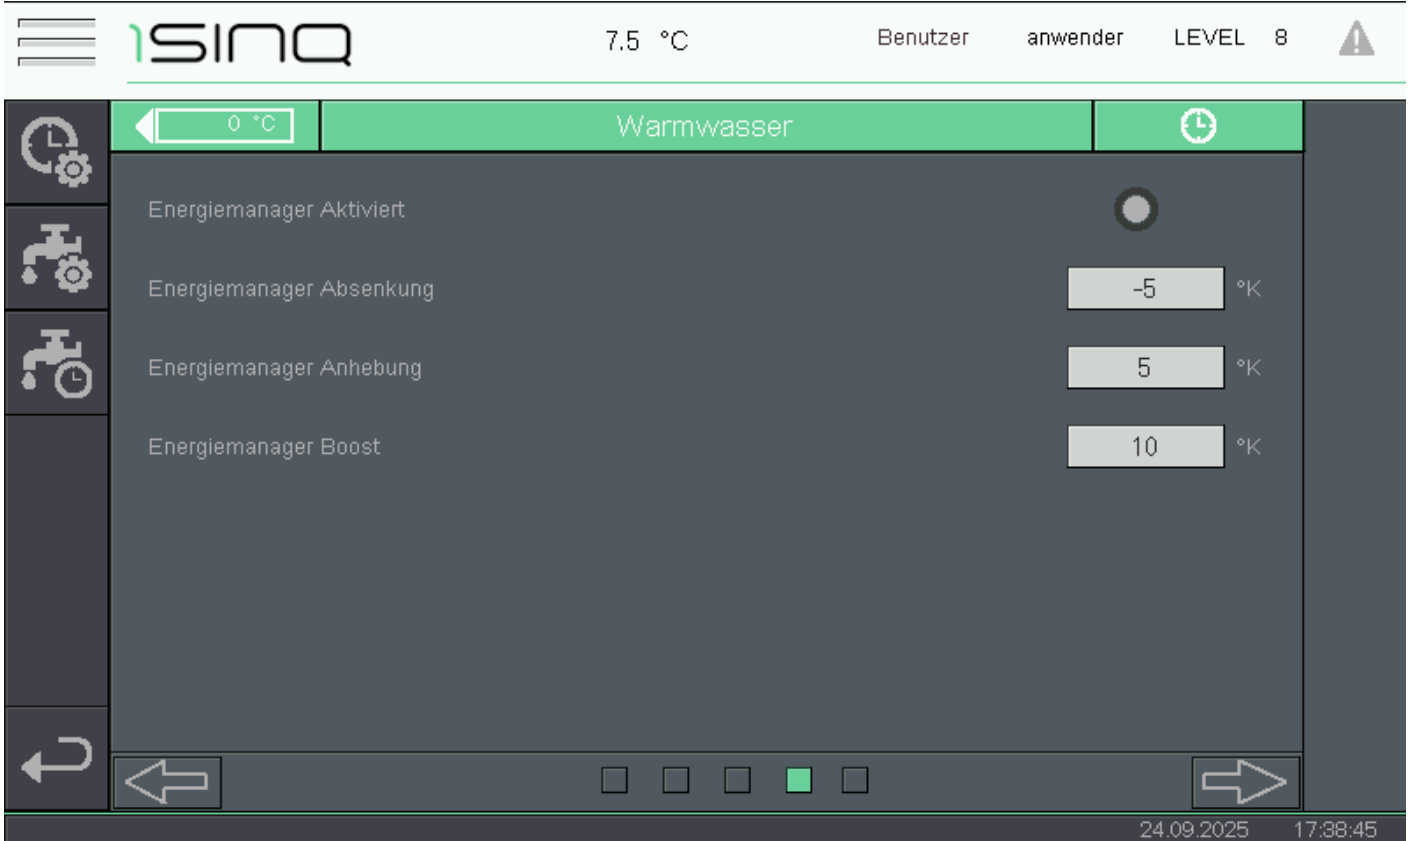 isinq 7.5 °C Benutzer anwender LEVEL 8
0 °C Warmwasser
Energiemanager Aktiviert
Energiemanager Absenkung -5 °K
Energiemanager Anhebung 5 °K
Energiemanager Boost 10 °K
24.09.2025 17:38:45